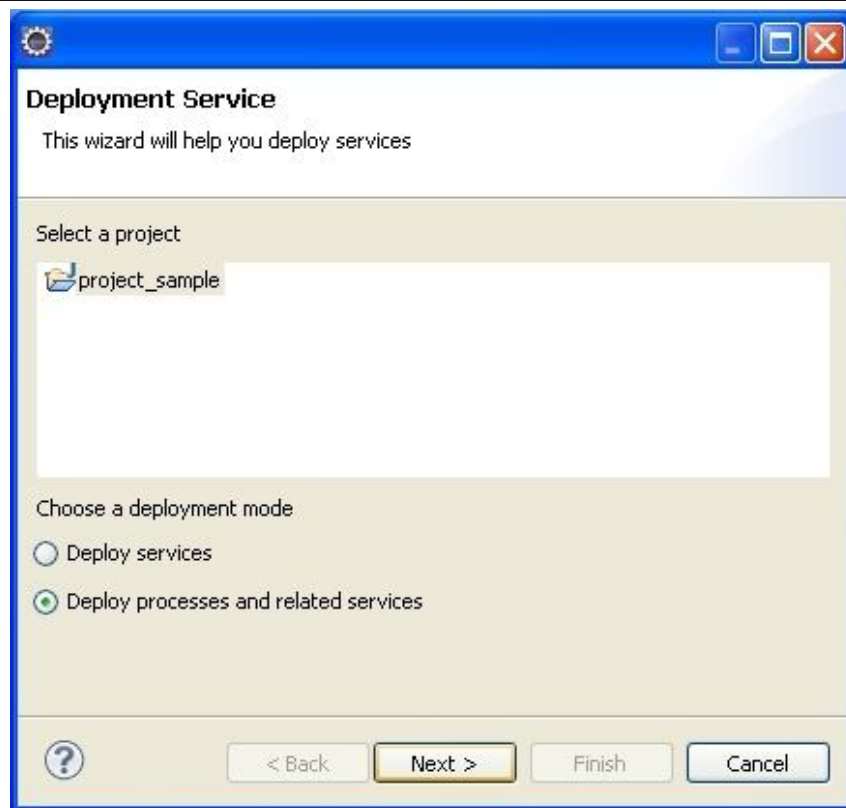 Deployment Service
This wizard will help you deploy services
Select a project
project_sample
Choose a deployment mode
Deploy services
Deploy processes and related services
?
< Back Next > Finish Cancel